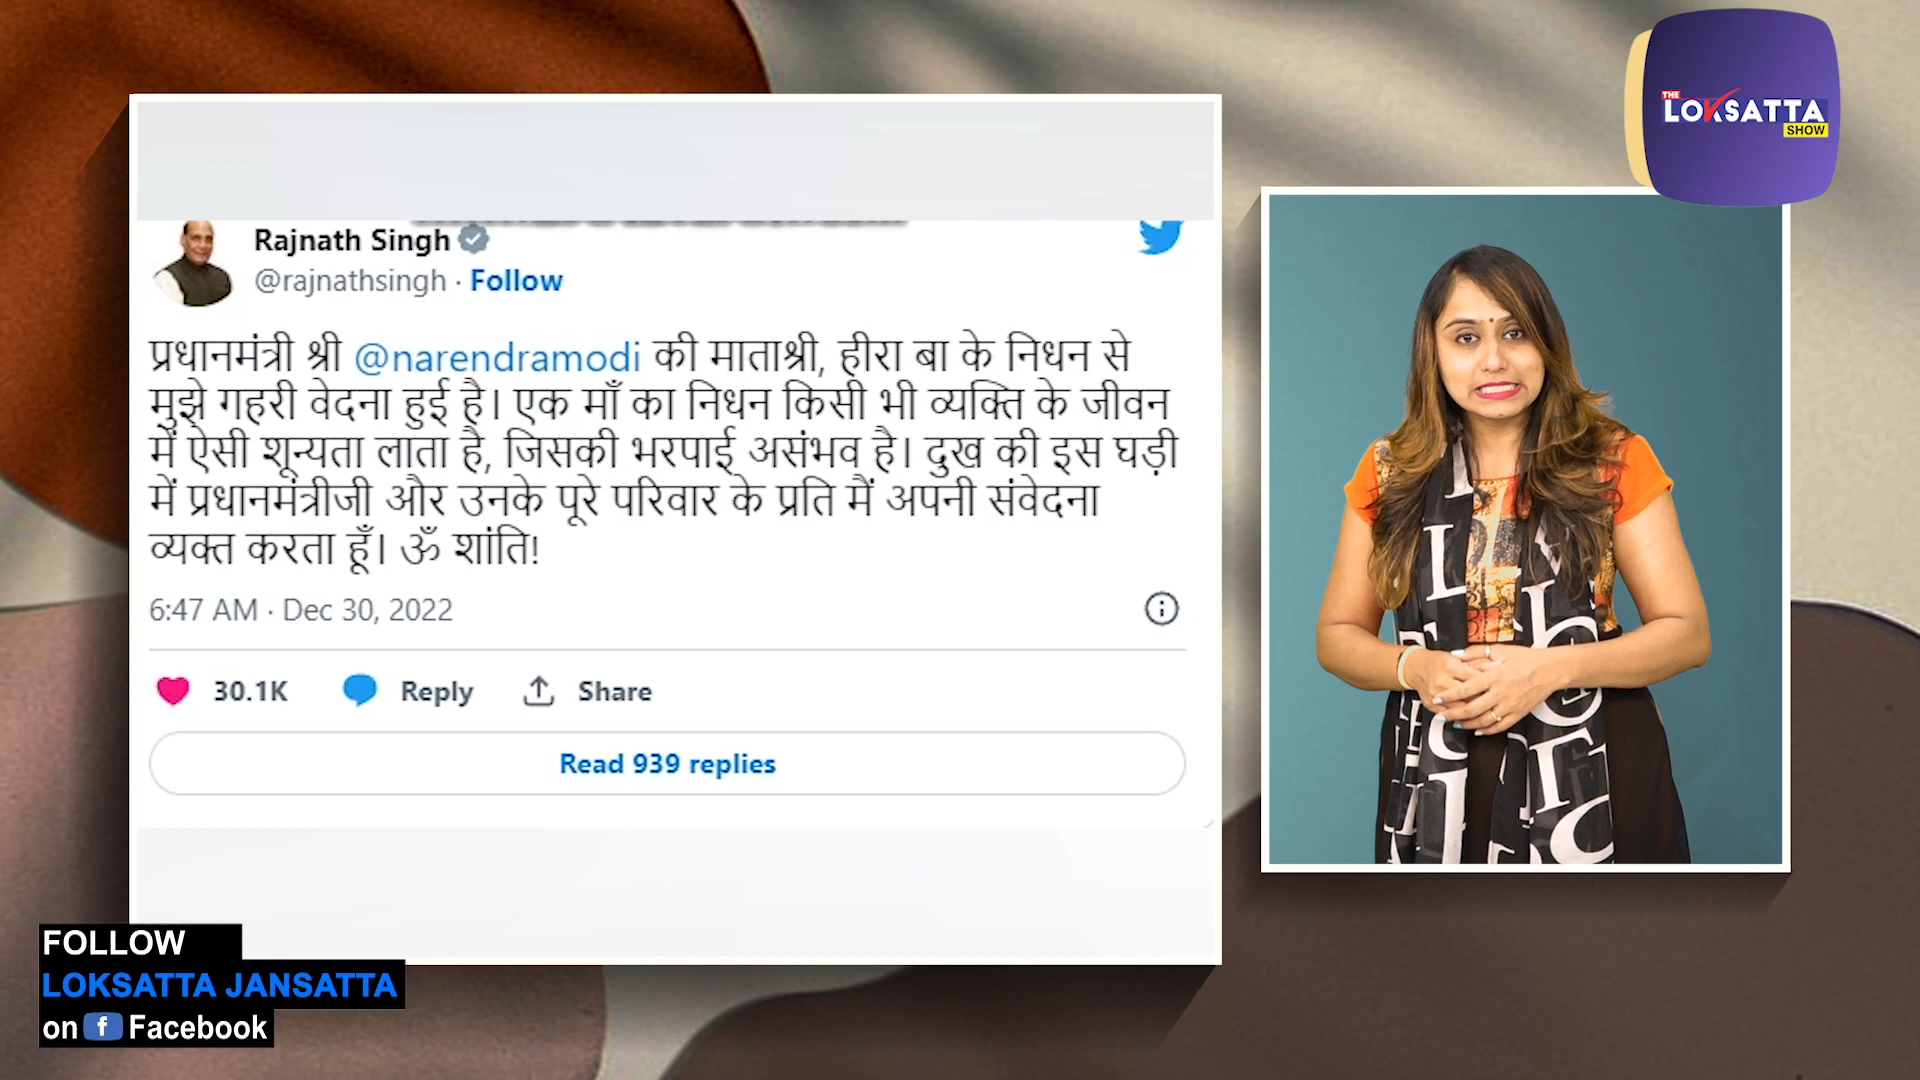 THE
LOKSATTA
SHOW
Rajnath Singh
@rajnathsingh · Follow
प्रधानमंत्री श्री @narendramodi की माताश्री, हीरा बा के निधन से
मुझे गहरी वेदना हुई है। एक माँ का निधन किसी भी व्यक्ति के जीवन
में ऐसी शून्यता लाता है, जिसकी भरपाई असंभव है। दुख की इस घड़ी
में प्रधानमंत्रीजी और उनके पूरे परिवार के प्रति मैं अपनी संवेदना
व्यक्त करता हूँ। ॐ शांति!
6:47 AM · Dec 30, 2022
30.1K Reply Share
Read 939 replies
FOLLOW
LOKSATTA JANSATTA
on f Facebook